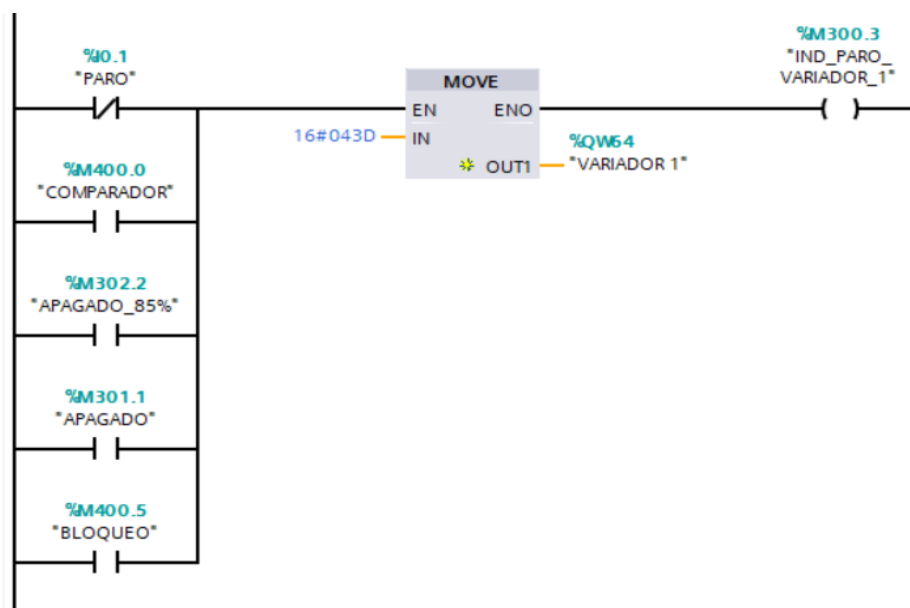 %I0.1
"PARO"
%M400.0
"COMPARADOR"
%M302.2
"APAGADO_85%"
%M301.1
"APAGADO"
%M400.5
"BLOQUEO"
MOVE
EN ENO
16#043D IN
OUT1
%QW64
"VARIADOR 1"
%M300.3
"IND_PARO_
VARIADOR_1"